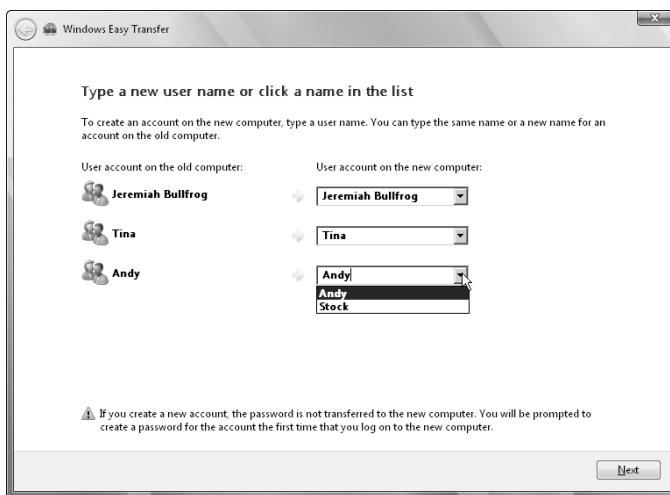 Windows Easy Transfer
Type a new user name or click a name in the list
To create an account on the new computer, type a user name. You can type the same name or a new name for an
account on the old computer.
User account on the old computer: User account on the new computer:
Jeremiah Bullfrog Jeremiah Bullfrog
Tina Tina
Andy Andy
Andy
Stock
If you create a new account, the password is not transferred to the new computer. You will be prompted to
create a password for the account the first time that you log on to the new computer.
Next